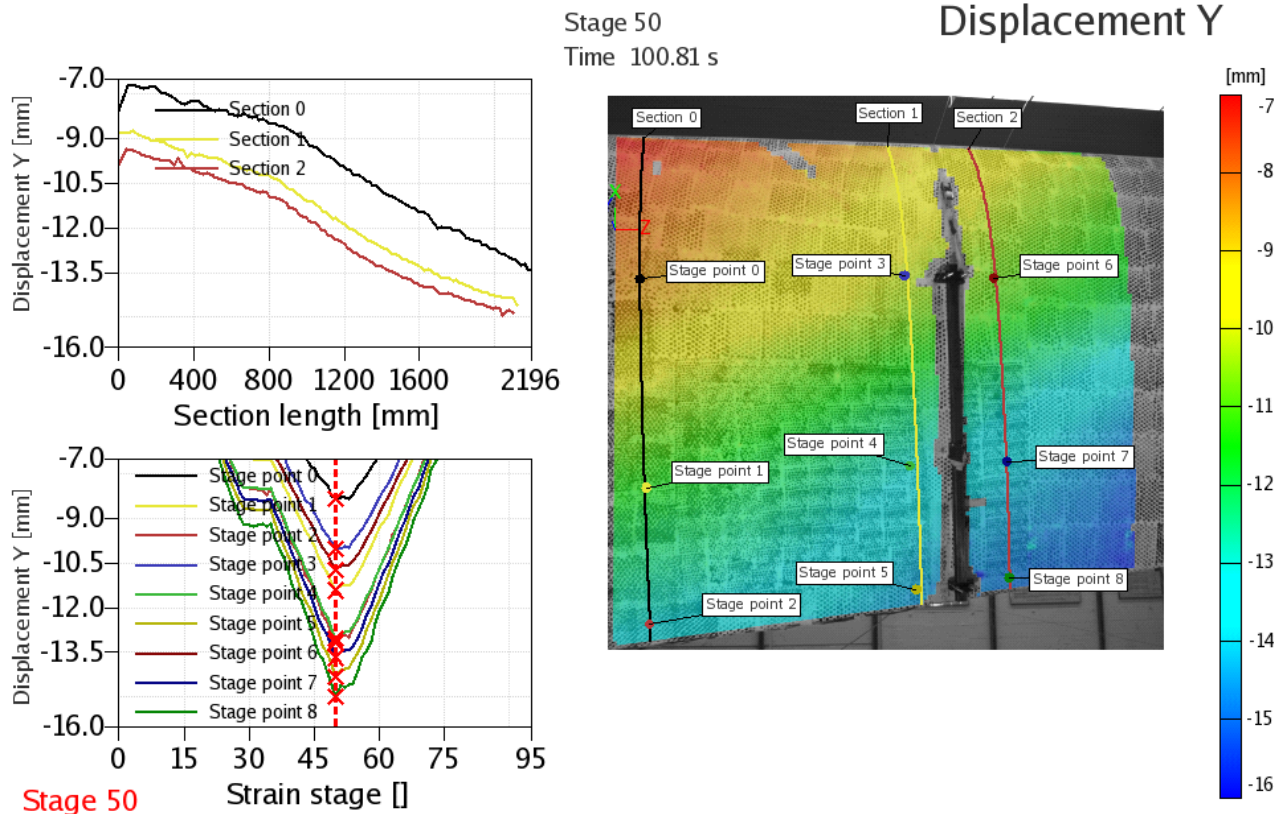 Stage 50
Time 100.81 s
Displacement Y
Displacement Y [mm]
-7.0
-9.0
-10.5
-12.0
-13.5
-16.0
Section 0
Section 1
Section 2
0
400
800
1200
1600
2196
Section length [mm]
Displacement Y [mm]
-7.0
-9.0
-10.5
-12.0
-13.5
-16.0
Stage point 0
Stage point 1
Stage point 2
Stage point 3
Stage point 4
Stage point 5
Stage point 6
Stage point 7
Stage point 8
0
15
30
45
60
75
95
Strain stage []
Stage 50
Section 0
Section 1
Section 2
X
Z
Stage point 0
Stage point 3
Stage point 6
Stage point 4
Stage point 7
Stage point 1
Stage point 5
Stage point 8
Stage point 2
[mm]
-7
-8
-9
-10
-11
-12
-13
-14
-15
-16